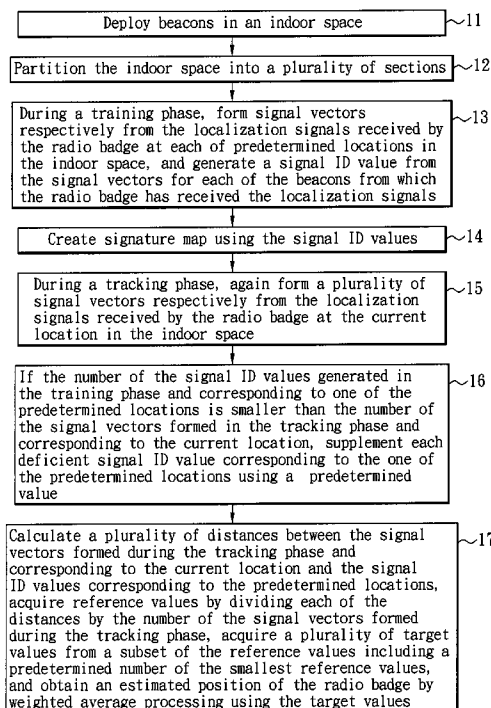 Deploy beacons in an indoor space
11
Partition the indoor space into a plurality of sections
12
During a training phase, form signal vectors
respectively from the localization signals received by
the radio badge at each of predetermined locations in
the indoor space, and generate a signal ID value from
the signal vectors for each of the beacons from which
the radio badge has received the localization signals
13
Create signature map using the signal ID values
14
During a tracking phase, again form a plurality of
signal vectors respectively from the localization
signals received by the radio badge at the current
location in the indoor space
15
If the number of the signal ID values generated in
the training phase and corresponding to one of the
predetermined locations is smaller than the number of
the signal vectors formed in the tracking phase and
corresponding to the current location, supplement each
deficient signal ID value corresponding to the one of
the predetermined locations using a predetermined
value
16
Calculate a plurality of distances between the signal
vectors formed during the tracking phase and
corresponding to the current location and the signal
ID values corresponding to the predetermined locations,
acquire reference values by dividing each of the
distances by the number of the signal vectors formed
during the tracking phase, acquire a plurality of target
values from a subset of the reference values including a
predetermined number of the smallest reference values,
and obtain an estimated position of the radio badge by
weighted average processing using the target values
17